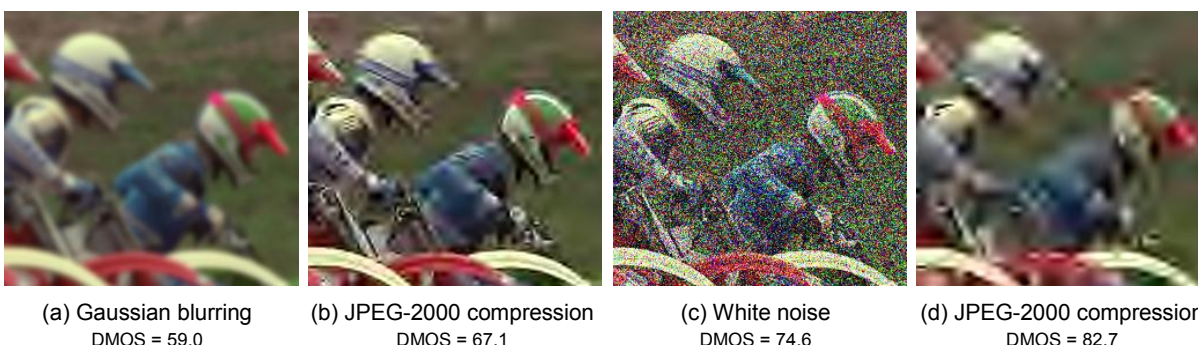 (a) Gaussian blurring (b) JPEG-2000 compression (c) White noise (d) JPEG-2000 compression
DMOS = 59.0 DMOS = 67.1 DMOS = 74.6 DMOS = 82.7